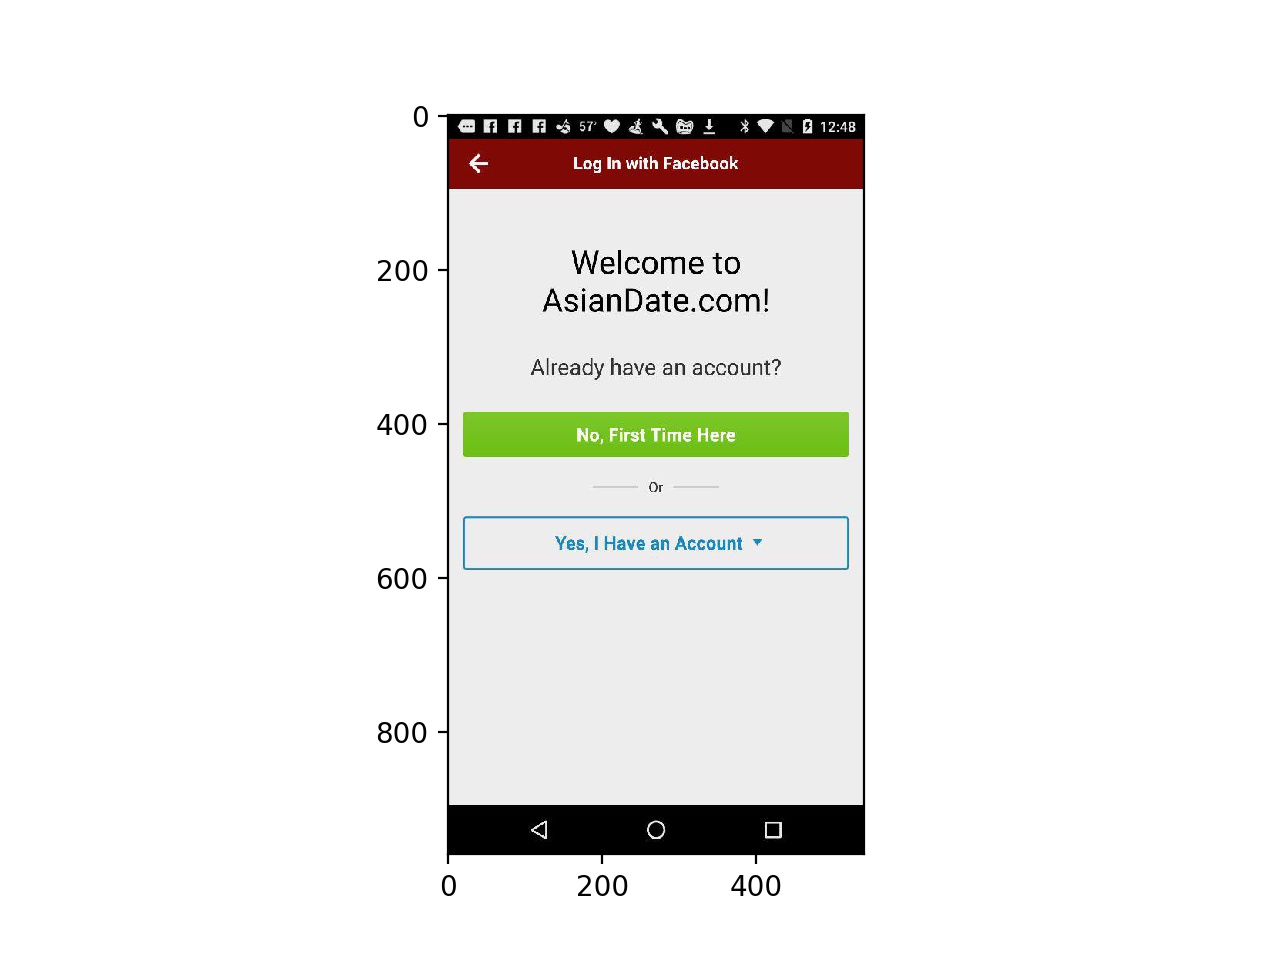 0
57°
12:48
Log In with Facebook
200
Welcome to
AsianDate.com!
Already have an account?
400
No, First Time Here
Or
Yes, I Have an Account
600
800
0 200 400